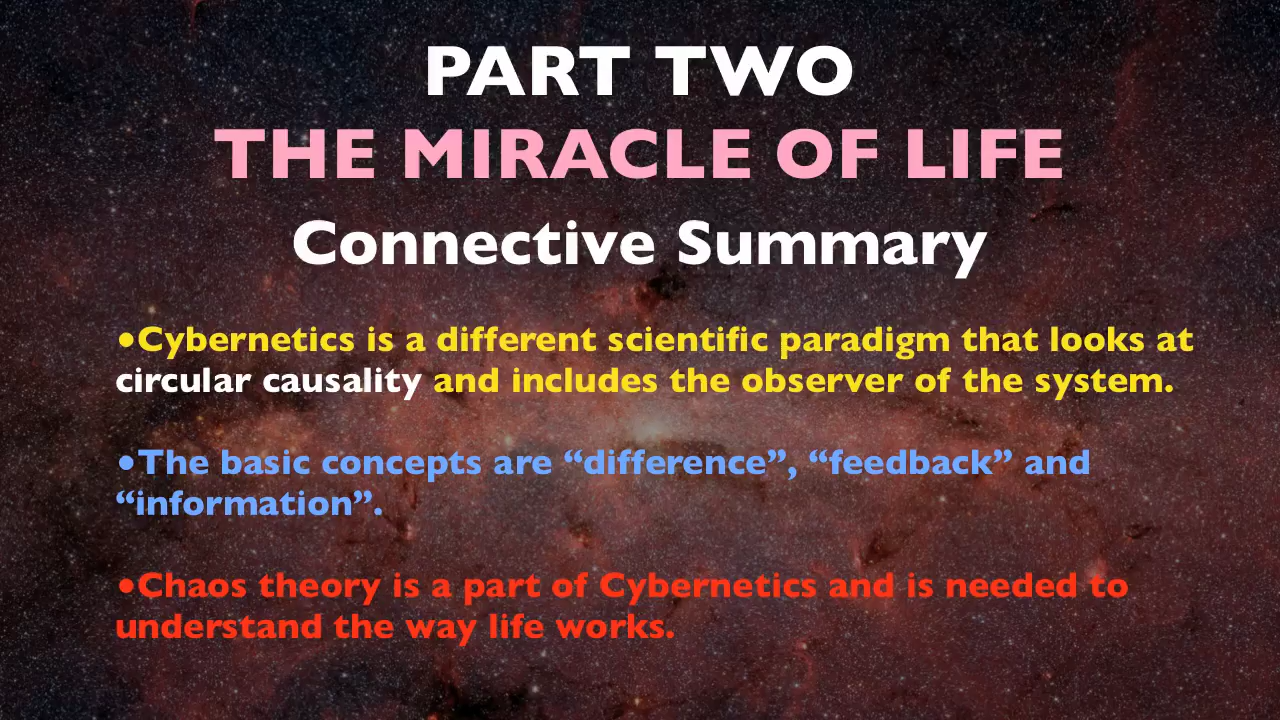 PART TWO
THE MIRACLE OF LIFE
Connective Summary
•Cybernetics is a different scientific paradigm that looks at
circular causality and includes the observer of the system.
•The basic concepts are “difference”, “feedback” and
“information”.
•Chaos theory is a part of Cybernetics and is needed to
understand the way life works.